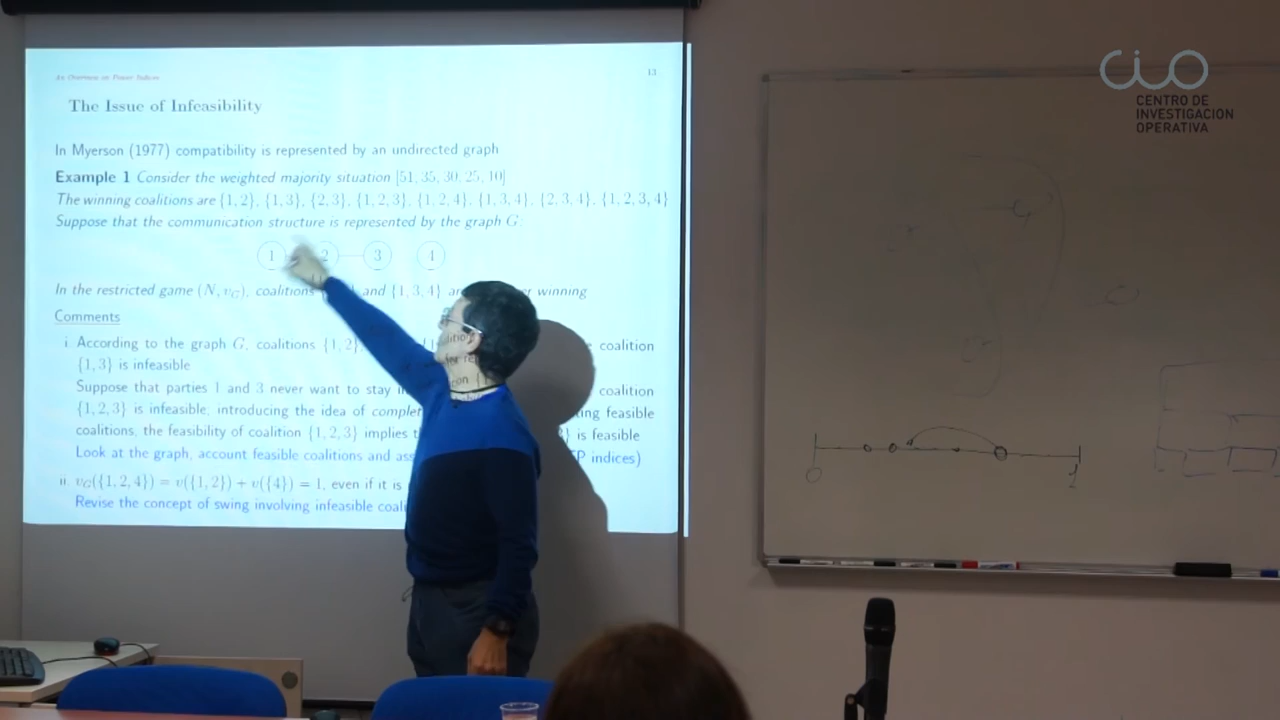 An Overview on Power Indices
13
The Issue of Infeasibility
In Myerson (1977) compatibility is represented by an undirected graph
Example 1 Consider the weighted majority situation [51, 35, 30, 25, 10]
The winning coalitions are {1, 2}, {1, 3}, {2, 3}, {1, 2, 3}, {1, 2, 4}, {1, 3, 4}, {2, 3, 4}, {1, 2, 3, 4}
Suppose that the communication structure is represented by the graph G:
1 2 3 4
In the restricted game (N, v_G), coalitions and {1, 3, 4} winning
Comments
i. According to the graph G, coalitions {1, 2}, coalition
{1, 3} is infeasible
Suppose that parties 1 and 3 never want to stay coalition
{1, 2, 3} is infeasible, introducing the idea of feasible
coalitions, the feasibility of coalition {1, 2, 3} implies is feasible
Look at the graph, account feasible coalitions and indices)
ii. v_G({1, 2, 4}) = v({1, 2}) + v({4}) = 1, even if it is
Revise the concept of swing involving infeasible
CIO
CENTRO DE
INVESTIGACION
OPERATIVA
0 1